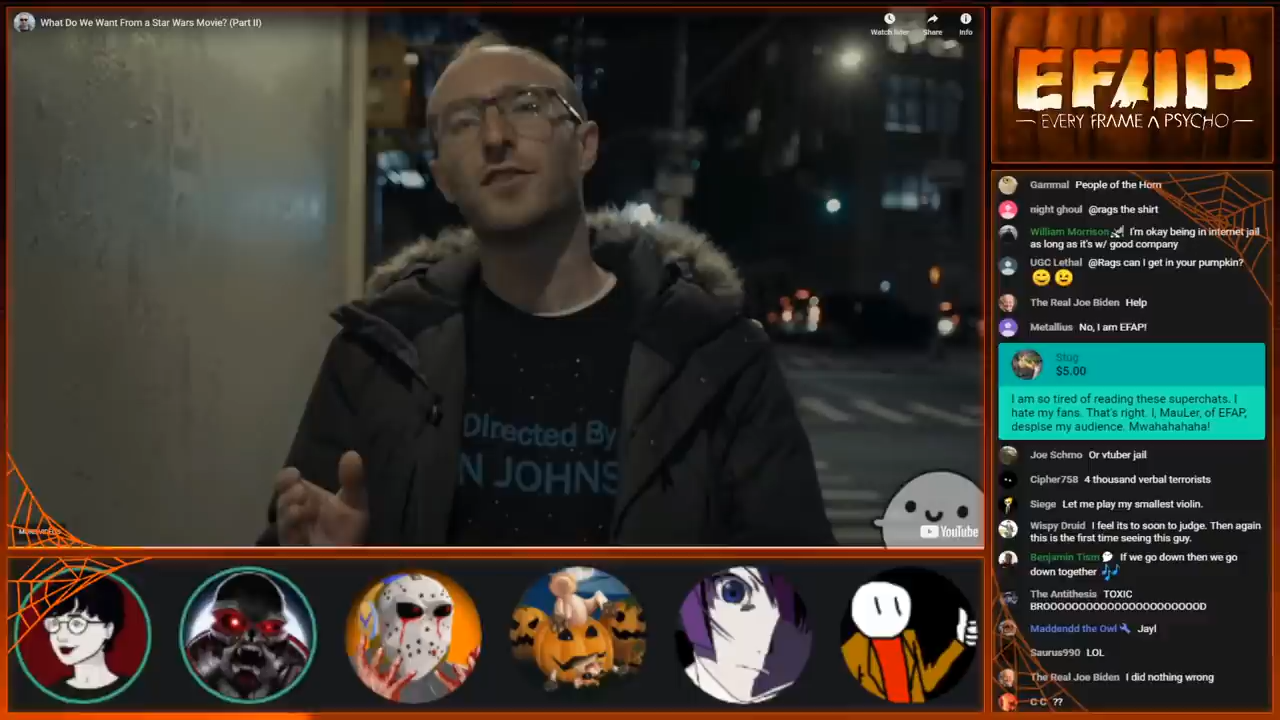 What Do We Want From a Star Wars Movie? (Part II)
Watch later
Share
Info
Directed By
N JOHNS
YouTube
EFAP
EVERY FRAME A PSYCHO
Gammal People of the Horn
night ghoul @rags the shirt
William Morrison I'm okay being in internet jail
as long as it's w/ good company
UGC Lethal @Rags can I get in your pumpkin?
😊 😉
The Real Joe Biden Help
Metallius No, I am EFAP!
Stug
$5.00
I am so tired of reading these superchats. I
hate my fans. That's right. I, MauLer, of EFAP,
despise my audience. Mwahahahaha!
Joe Schmo Or vtuber jail
Cipher758 4 thousand verbal terrorists
Siege Let me play my smallest violin.
Wispy Druid I feel its to soon to judge. Then again
this is the first time seeing this guy.
Benjamin Tism If we go down then we go
down together 🎶
The Antithesis TOXIC
BROOOOOOOOOOOOOOOOOOOOOD
Maddendd the Owl Jayl
Saurus990 LOL
The Real Joe Biden I did nothing wrong
C C ??